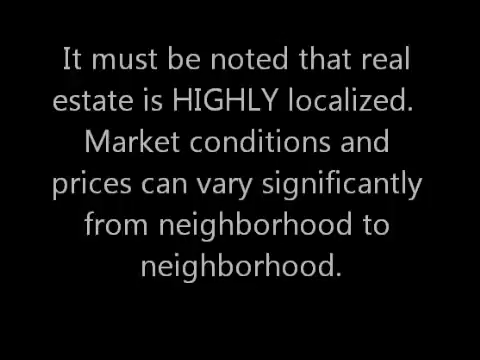 It must be noted that real
estate is HIGHLY localized.
Market conditions and
prices can vary significantly
from neighborhood to
neighborhood.